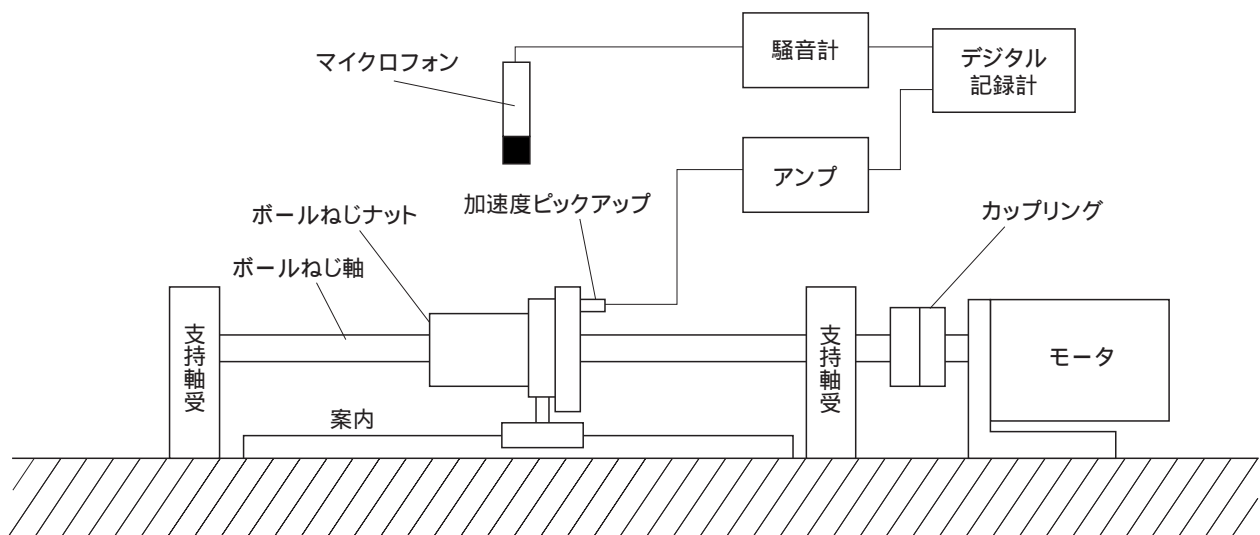 騒音計
デジタル
記録計
マイクロフォン
アンプ
加速度ピックアップ
ボールねじナット
カップリング
ボールねじ軸
支持軸受
支持軸受
モータ
案内